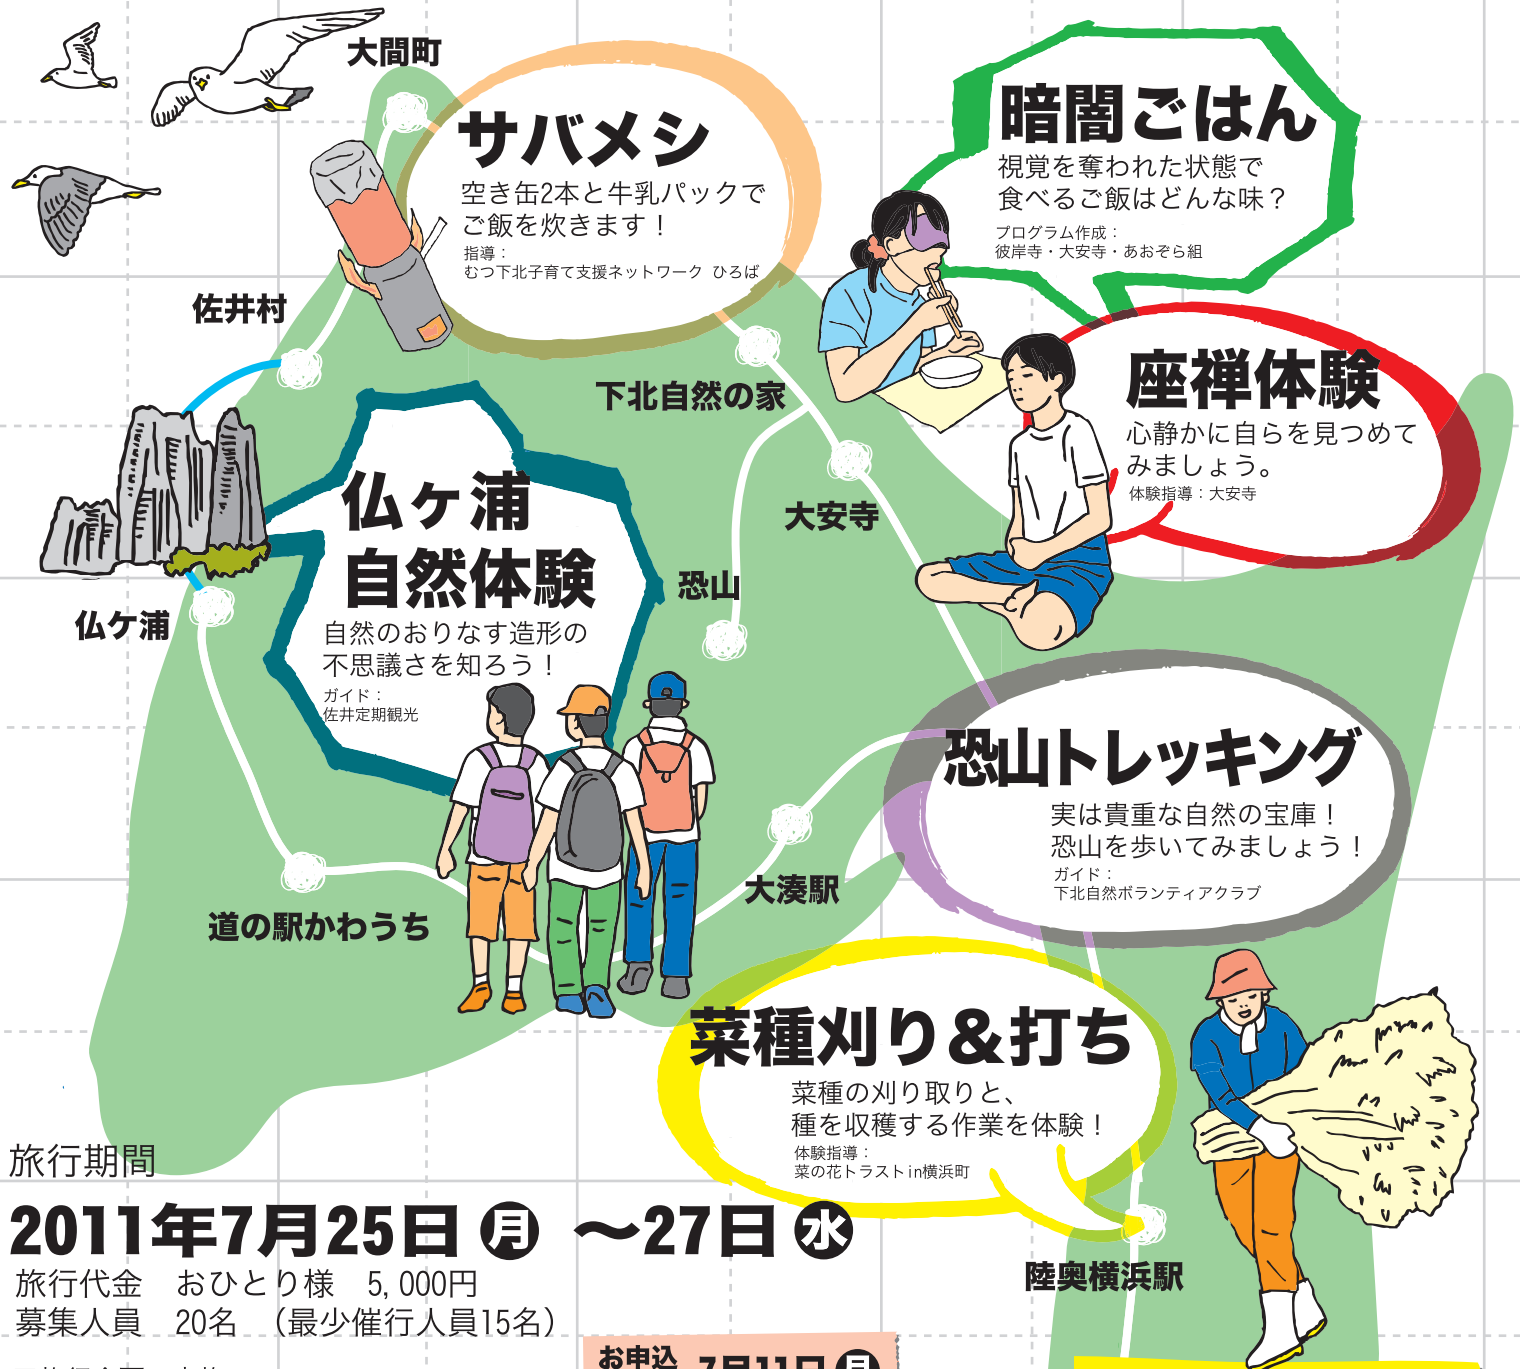 大間町
サバメシ
空き缶2本と牛乳パックで
ご飯を炊きます！
指導：
むつ下北子育て支援ネットワーク ひろば
暗闇ごはん
視覚を奪われた状態で
食べるご飯はどんな味？
プログラム作成：
彼岸寺・大安寺・あおぞら組
佐井村
下北自然の家
座禅体験
心静かに自らを見つめて
みましょう。
体験指導：大安寺
大安寺
仏ヶ浦
自然体験
自然のおりなす造形の
不思議さを知ろう！
ガイド：
佐井定期観光
恐山
仏ケ浦
恐山トレッキング
実は貴重な自然の宝庫！
恐山を歩いてみましょう！
ガイド：
下北自然ボランティアクラブ
大湊駅
道の駅かわうち
菜種刈り＆打ち
菜種の刈り取りと、
種を収穫する作業を体験！
体験指導：
菜の花トラストin横浜町
陸奥横浜駅
旅行期間
2011年7月25日 月 〜27日 水
旅行代金　おひとり様　5,000円
募集人員　20名　（最少催行人員15名）
お申込
7月11日 月